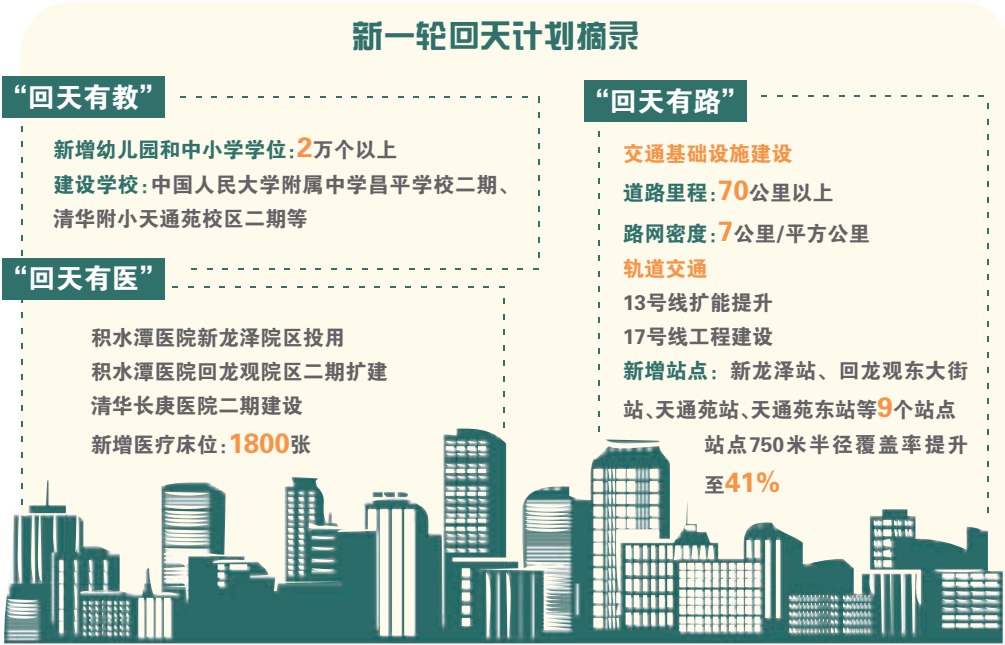 新一轮回天计划摘录
“回天有教”
新增幼儿园和中小学学位:2万个以上
建设学校:中国人民大学附属中学昌平学校二期、
清华附小天通苑校区二期等
“回天有医”
积水潭医院新龙泽院区投用
积水潭医院回龙观院区二期扩建
清华长庚医院二期建设
新增医疗床位:1800张
“回天有路”
交通基础设施建设
道路里程:70公里以上
路网密度:7公里/平方公里
轨道交通
13号线扩能提升
17号线工程建设
新增站点：新龙泽站、回龙观东大街
站、天通苑站、天通苑东站等9个站点
站点750米半径覆盖率提升
至41%